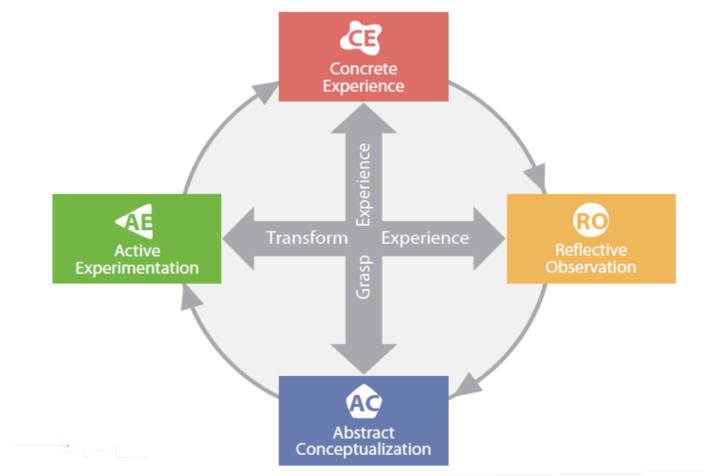 CE
Concrete
Experience
AE
Active
Experimentation
Transform Experience
Grasp Experience
RO
Reflective
Observation
AC
Abstract
Conceptualization